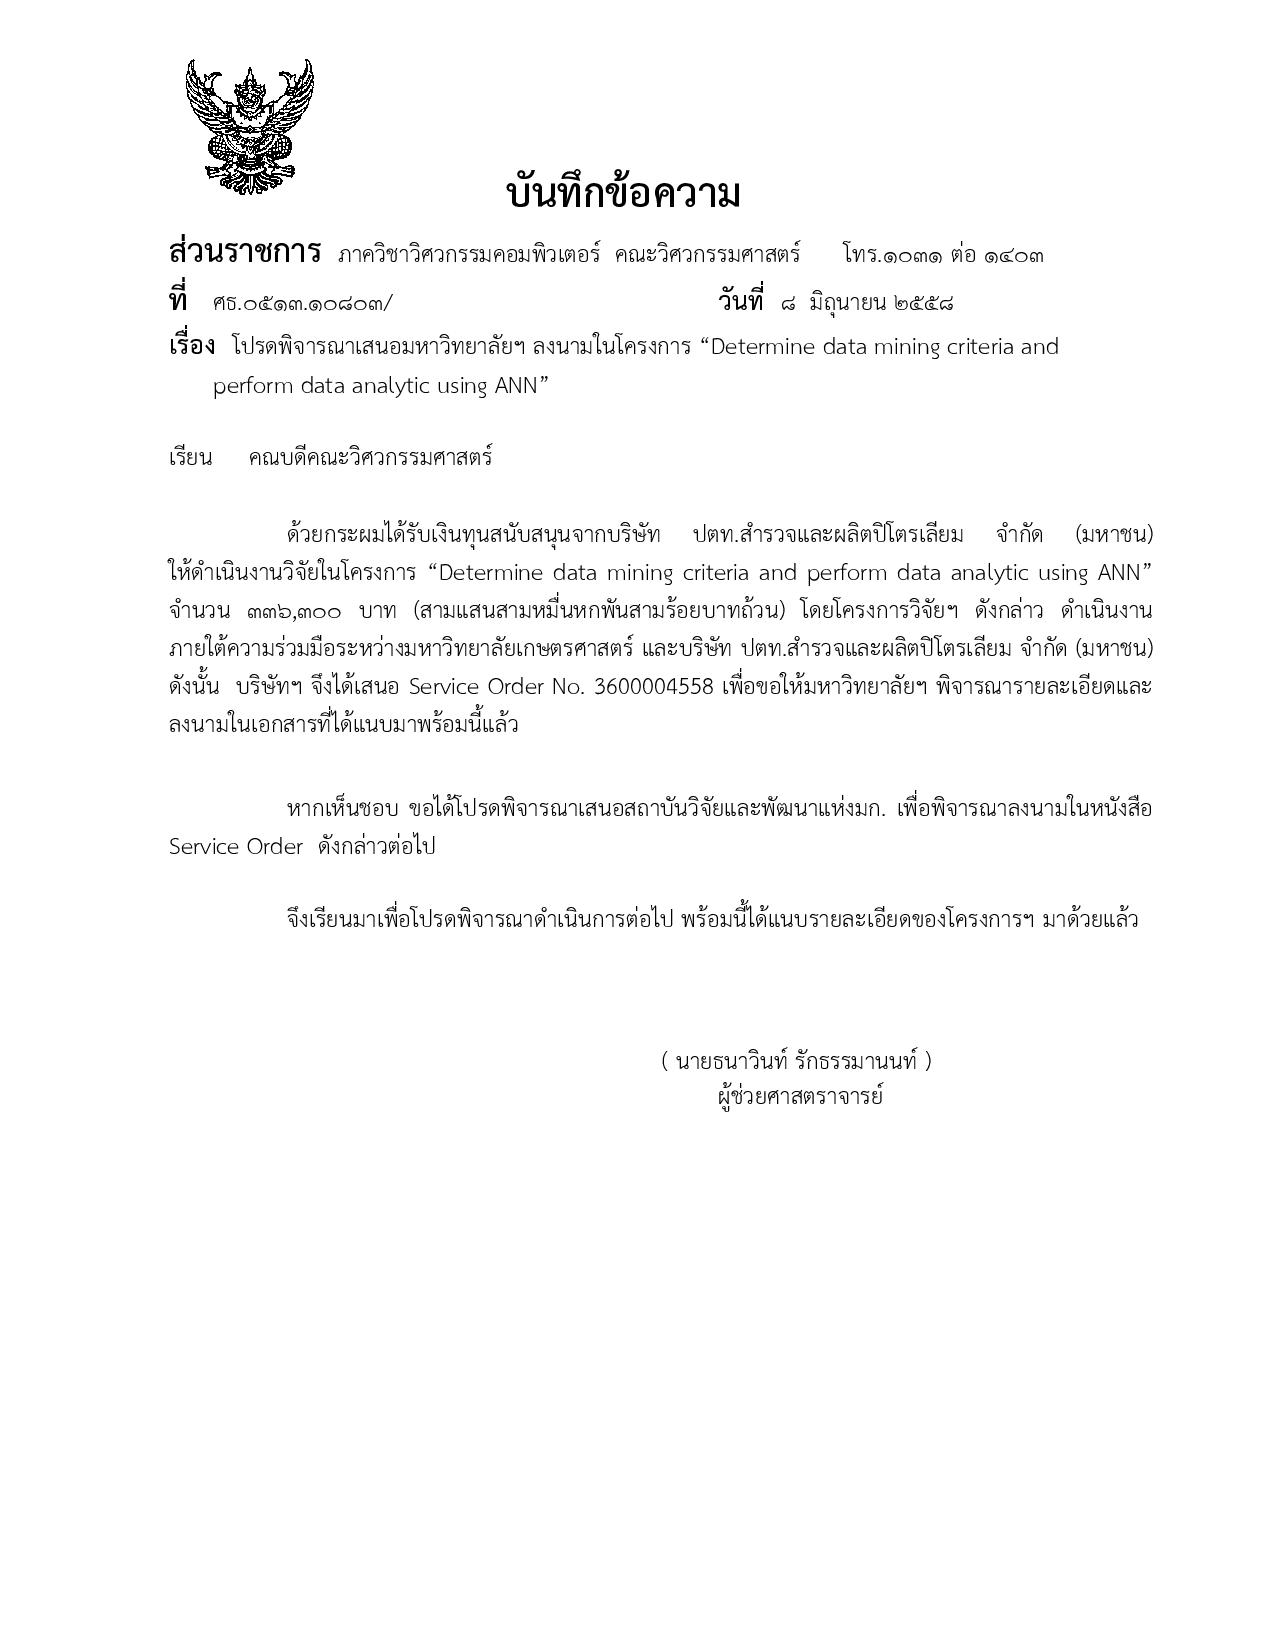 บันทึกข้อความ
ส่วนราชการ ภาควิชาวิศวกรรมคอมพิวเตอร์ คณะวิศวกรรมศาสตร์ โทร.๑๐๓๑ ต่อ ๑๔๐๓
ที่ ศธ.๐๕๑๓.๑๐๘๐๓/ วันที่ ๘ มิถุนายน ๒๕๕๘
เรื่อง โปรดพิจารณาเสนอมหาวิทยาลัยฯ ลงนามในโครงการ “Determine data mining criteria and
perform data analytic using ANN”
เรียน คณบดีคณะวิศวกรรมศาสตร์
ด้วยกระผมได้รับเงินทุนสนับสนุนจากบริษัท ปตท.สำรวจและผลิตปิโตรเลียม จำกัด (มหาชน)
ให้ดำเนินงานวิจัยในโครงการ “Determine data mining criteria and perform data analytic using ANN”
จำนวน ๓๓๖,๓๐๐ บาท (สามแสนสามหมื่นหกพันสามร้อยบาทถ้วน) โดยโครงการวิจัยฯ ดังกล่าว ดำเนินงาน
ภายใต้ความร่วมมือระหว่างมหาวิทยาลัยเกษตรศาสตร์ และบริษัท ปตท.สำรวจและผลิตปิโตรเลียม จำกัด (มหาชน)
ดังนั้น บริษัทฯ จึงได้เสนอ Service Order No. 3600004558 เพื่อขอให้มหาวิทยาลัยฯ พิจารณารายละเอียดและ
ลงนามในเอกสารที่ได้แนบมาพร้อมนี้แล้ว
หากเห็นชอบ ขอได้โปรดพิจารณาเสนอสถาบันวิจัยและพัฒนาแห่งมก. เพื่อพิจารณาลงนามในหนังสือ
Service Order ดังกล่าวต่อไป
จึงเรียนมาเพื่อโปรดพิจารณาดำเนินการต่อไป พร้อมนี้ได้แนบรายละเอียดของโครงการฯ มาด้วยแล้ว
( นายธนาวินท์ รักธรรมานนท์ )
ผู้ช่วยศาสตราจารย์